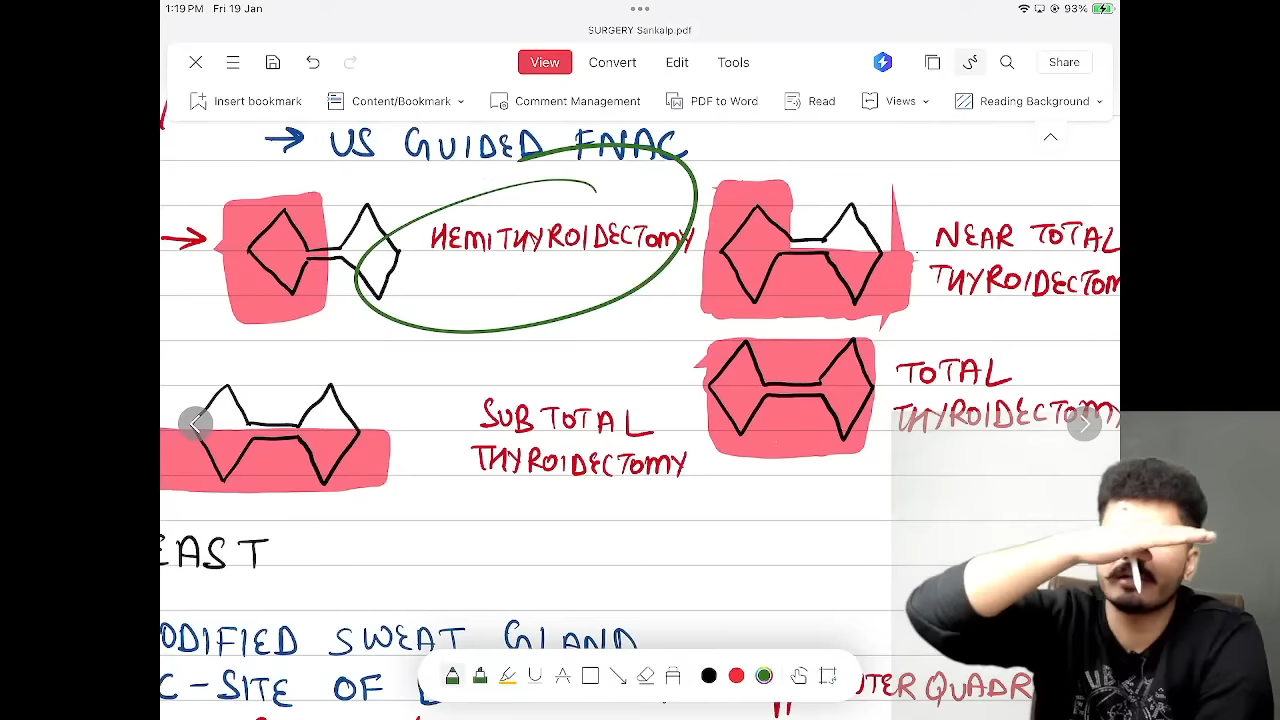 1:19 PM Fri 19 Jan
93%
SURGERY Sankalp.pdf
View Convert Edit Tools
Share
Insert bookmark Content/Bookmark Comment Management PDF to Word Read Views Reading Background
→ US GUIDED FNAC
HEMITHYROIDECTOMY
NEAR TOTAL
THYROIDECTOM
SUB TOTAL
THYROIDECTOMY
TOTAL
THYROIDECTOMY
EAST
ODIFIED SWEAT GLAND
C-SITE OF
UTER QUADR